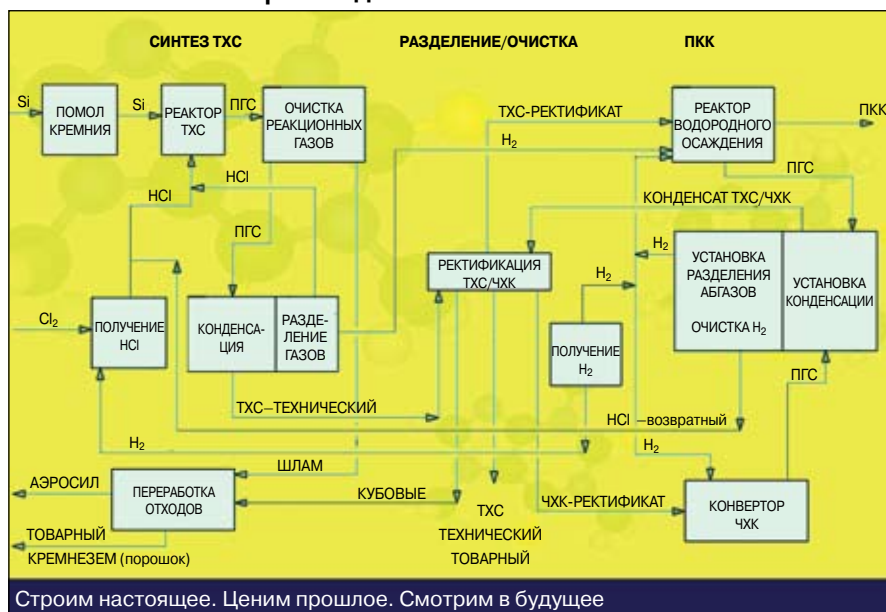 СИНТЕЗ ТХС
РАЗДЕЛЕНИЕ/ОЧИСТКА
ПКК
Si
ПОМОЛ
КРЕМНИЯ
Si
РЕАКТОР
ТХС
ПГС
ОЧИСТКА
РЕАКЦИОННЫХ
ГАЗОВ
ТХС-РЕКТИФИКАТ
H₂
РЕАКТОР
ВОДОРОДНОГО
ОСАЖДЕНИЯ
ПКК
ПГС
HCl
HCl
ПГС
КОНДЕНСАТ ТХС/ЧХК
РЕКТИФИКАЦИЯ
ТХС/ЧХК
H₂
H₂
УСТАНОВКА
РАЗДЕЛЕНИЯ
АБГАЗОВ
ОЧИСТКА H₂
УСТАНОВКА
КОНДЕНСАЦИИ
Cl₂
ПОЛУЧЕНИЕ
HCl
КОНДЕНСА-
ЦИЯ
РАЗДЕ-
ЛЕНИЕ
ГАЗОВ
ПОЛУЧЕНИЕ
H₂
ПГС
ТХС–ТЕХНИЧЕСКИЙ
HCl –возвратный
H₂
H₂
ШЛАМ
АЭРОСИЛ
ПЕРЕРАБОТКА
ОТХОДОВ
КУБОВЫЕ
ТХС
ТЕХНИЧЕСКИЙ
ТОВАРНЫЙ
ЧХК-РЕКТИФИКАТ
КОНВЕРТОР
ЧХК
ТОВАРНЫЙ
КРЕМНЕЗЕМ (порошок)
Строим настоящее. Ценим прошлое. Смотрим в будущее